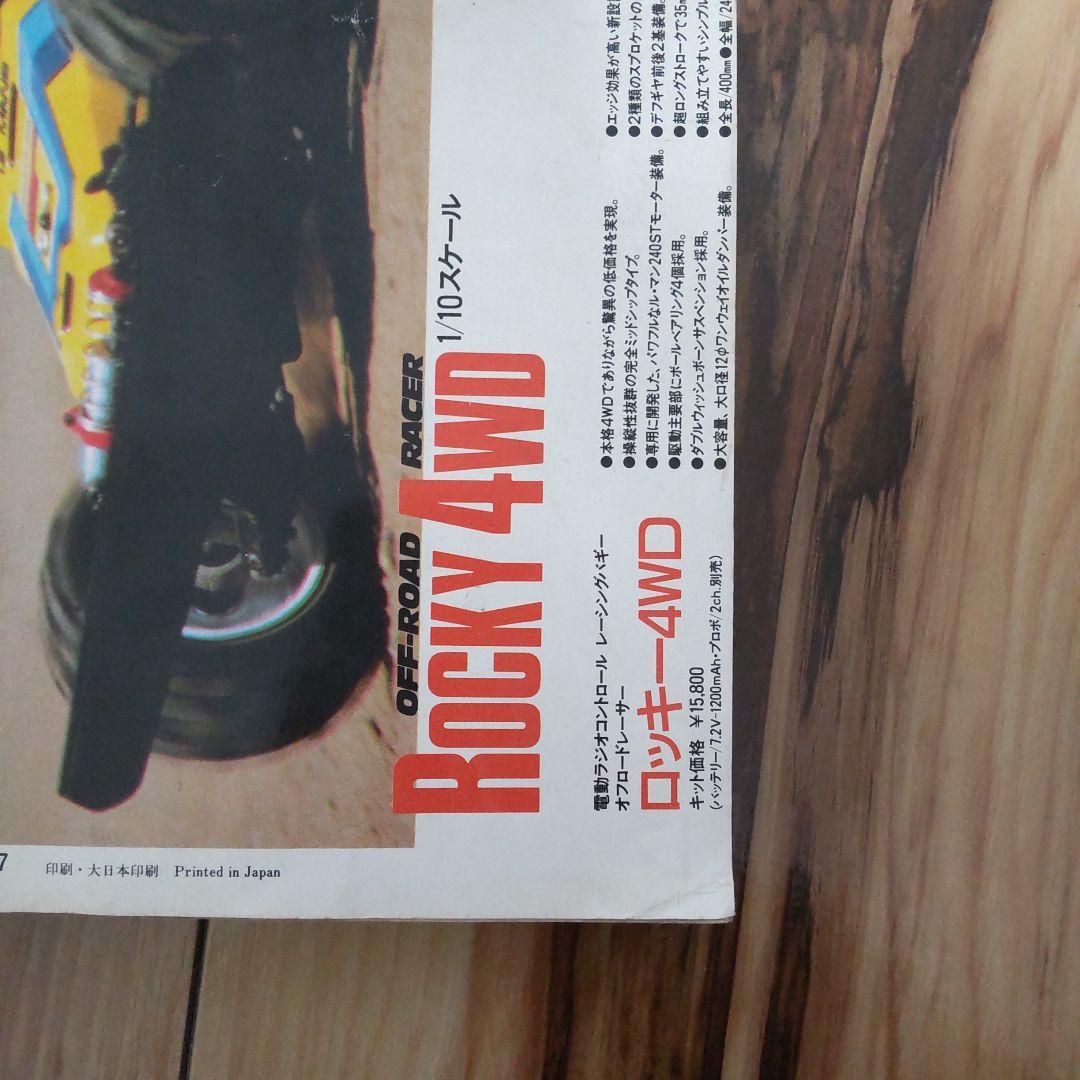 OFF-ROAD RACER
ROCKY 4WD 1/10スケール
電動ラジオコントロール レーシングバギー
オフロードレーサー
ロッキー4WD
キット価格 ￥15,800
(バッテリー/7.2V-1200mAh・プロポ/2ch.別売)
●本格4WDでありながら驚異の低価格を実現。
●操縦性抜群の完全ミッドシップタイプ。
●専用に開発した、パワフルなル・マン240STモーター装備。
●駆動主要部にボールベアリング4個採用。
●ダブルウィッシュボーンサスペンション採用。
●大容量、大口径12φワンウェイオイルダンパー装備。
●エッジ効果が高い新設
●2種類のスプロケットの
●デフギヤ前後2基装備。
●超ロングストロークで35m
●組み立てやすいシンプル
●全長/400mm●全幅/24
7 印刷・大日本印刷 Printed in Japan